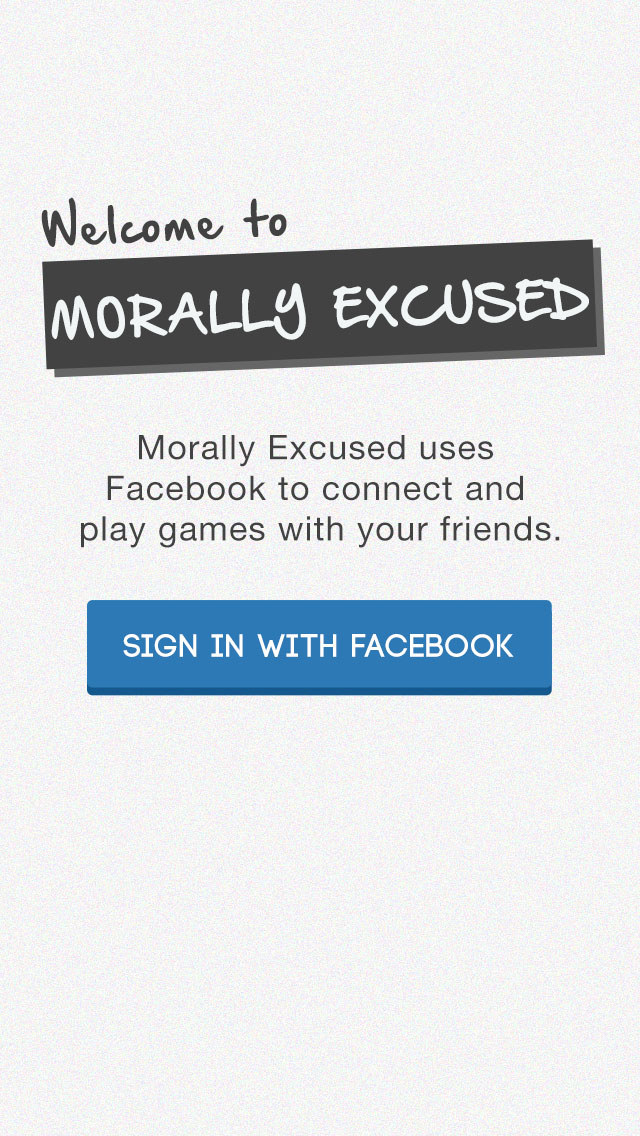 Welcome to
MORALLY EXCUSED
Morally Excused uses
Facebook to connect and
play games with your friends.
SIGN IN WITH FACEBOOK